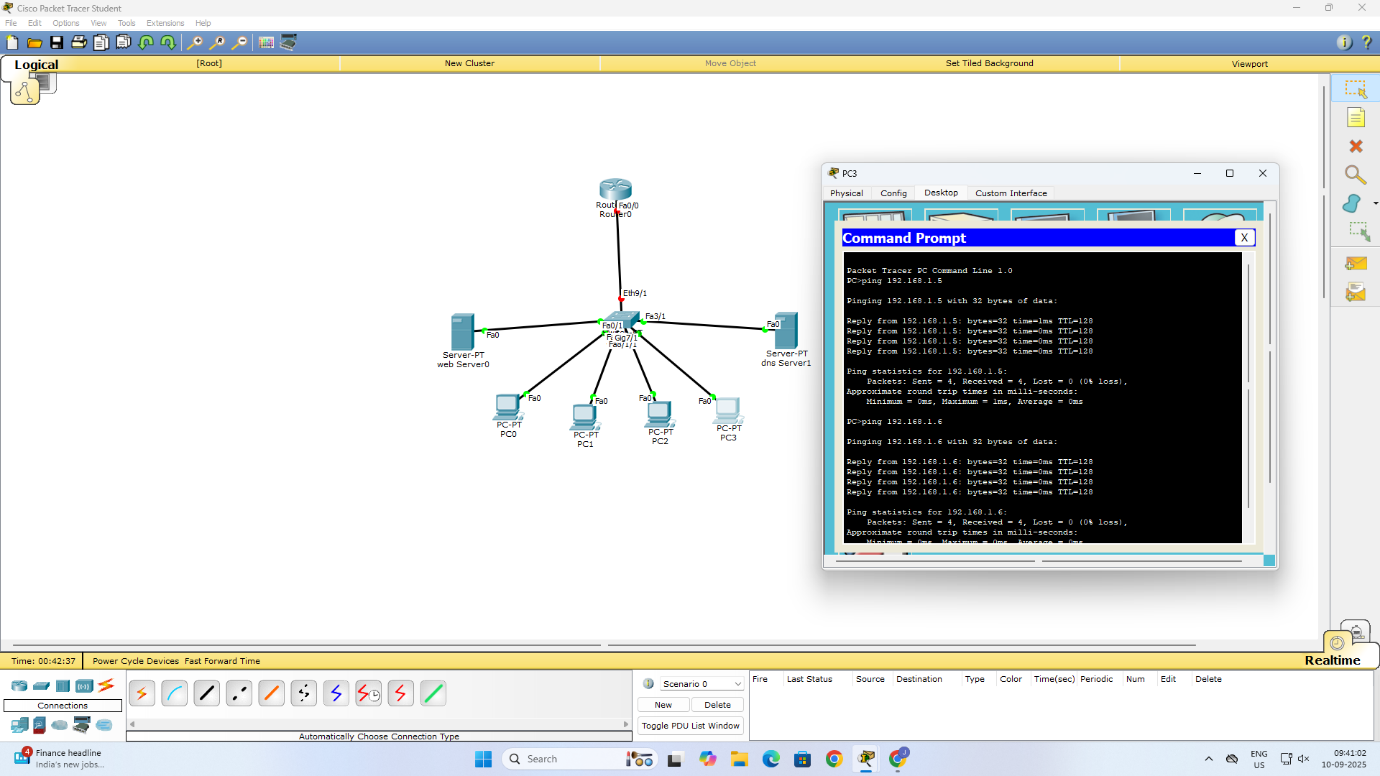 Cisco Packet Tracer Student
File Edit Options View Tools Extensions Help
Logical [Root] New Cluster Move Object Set Tiled Background Viewport
Fa0/0
Router0
Eth9/1
Fa0/1
Fa3/1
Gig7/1
Fa0
Server-PT
web Server0
Fa0
Server-PT
dns Server1
Fa0
PC-PT
PC0
Fa0
PC-PT
PC1
Fa0
PC-PT
PC2
Fa0
PC-PT
PC3
PC3
Physical Config Desktop Custom Interface
Command Prompt X
Packet Tracer PC Command Line 1.0
PC>ping 192.168.1.5
Pinging 192.168.1.5 with 32 bytes of data:
Reply from 192.168.1.5: bytes=32 time=1ms TTL=128
Reply from 192.168.1.5: bytes=32 time=0ms TTL=128
Reply from 192.168.1.5: bytes=32 time=0ms TTL=128
Reply from 192.168.1.5: bytes=32 time=0ms TTL=128
Ping statistics for 192.168.1.5:
Packets: Sent = 4, Received = 4, Lost = 0 (0% loss),
Approximate round trip times in milli-seconds:
Minimum = 0ms, Maximum = 1ms, Average = 0ms
PC>ping 192.168.1.6
Pinging 192.168.1.6 with 32 bytes of data:
Reply from 192.168.1.6: bytes=32 time=0ms TTL=128
Reply from 192.168.1.6: bytes=32 time=0ms TTL=128
Reply from 192.168.1.6: bytes=32 time=0ms TTL=128
Reply from 192.168.1.6: bytes=32 time=0ms TTL=128
Ping statistics for 192.168.1.6:
Packets: Sent = 4, Received = 4, Lost = 0 (0% loss),
Approximate round trip times in milli-seconds:
Minimum = 0ms, Maximum = 0ms, Average = 0ms
Realtime
Time: 00:42:37 Power Cycle Devices Fast Forward Time
Connections
Automatically Choose Connection Type
Scenario 0
New Delete
Toggle PDU List Window
Fire Last Status Source Destination Type Color Time(sec) Periodic Num Edit Delete
4
Finance headline
India's new jobs...
Search
ENG
US
09:41:02
10-09-2025